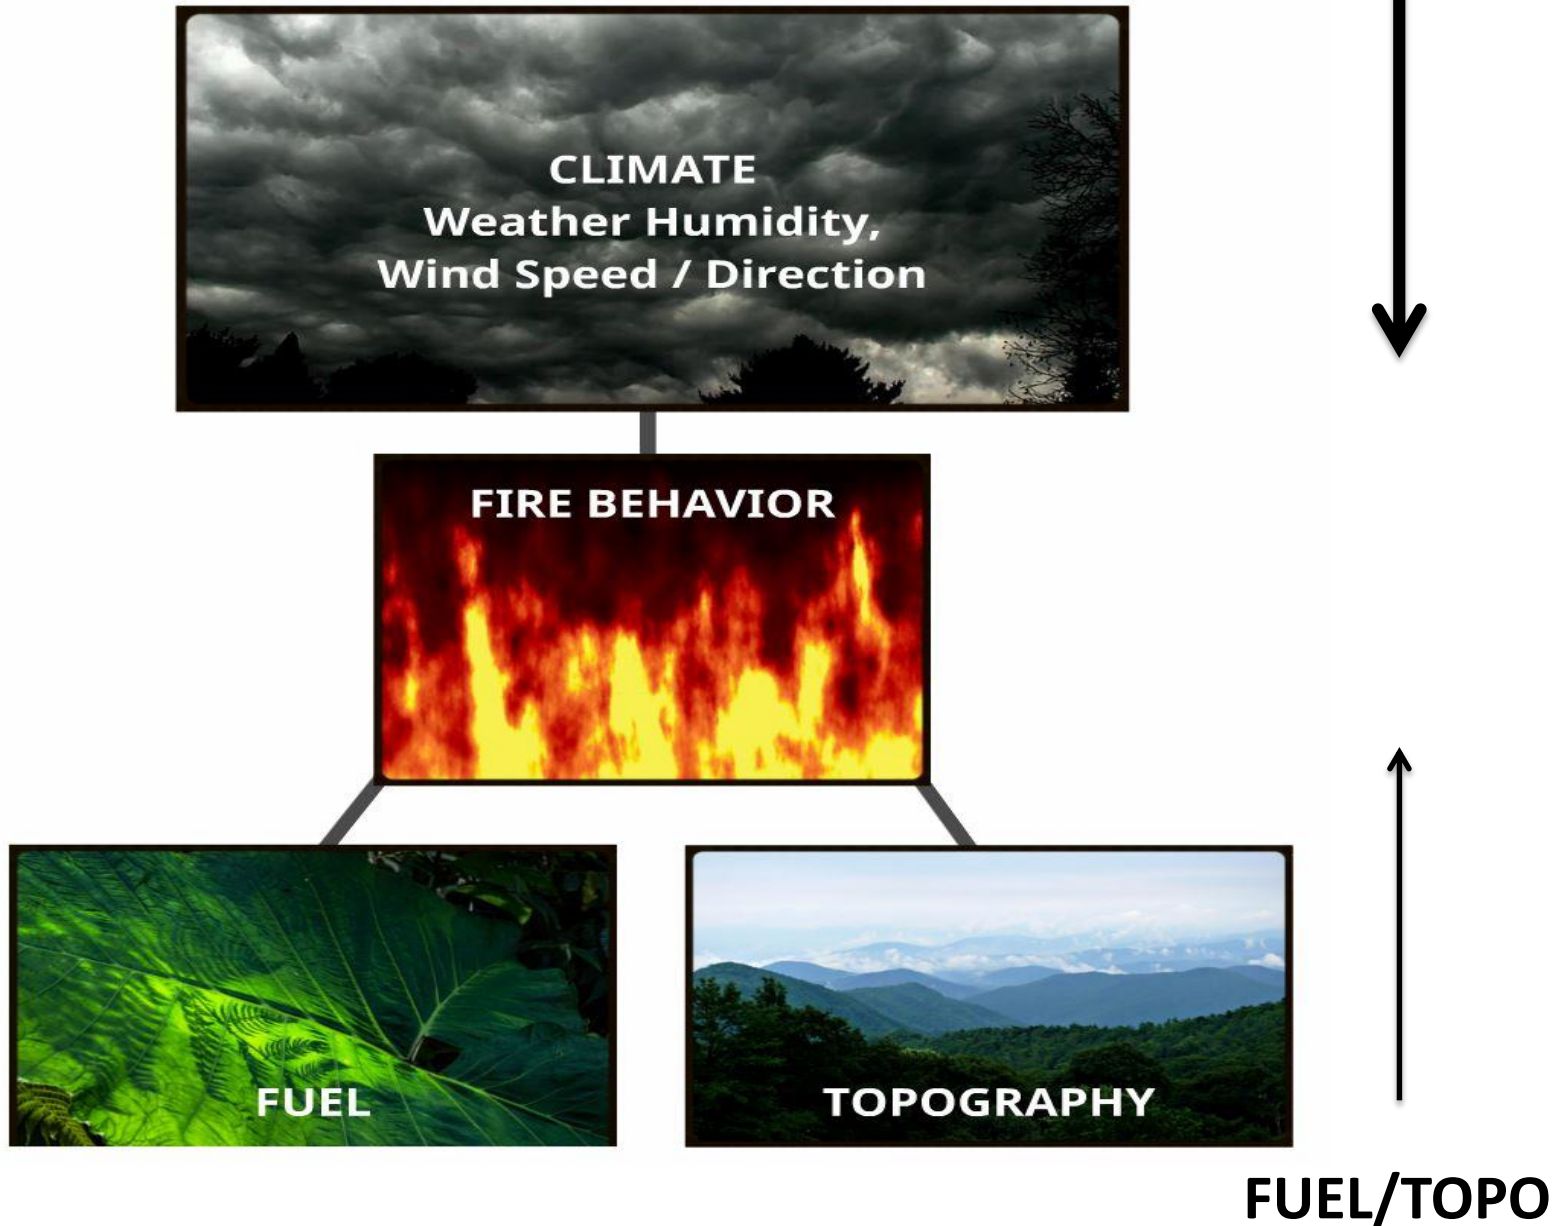 CLIMATE
Weather Humidity,
Wind Speed / Direction
FIRE BEHAVIOR
FUEL
TOPOGRAPHY
FUEL/TOPO